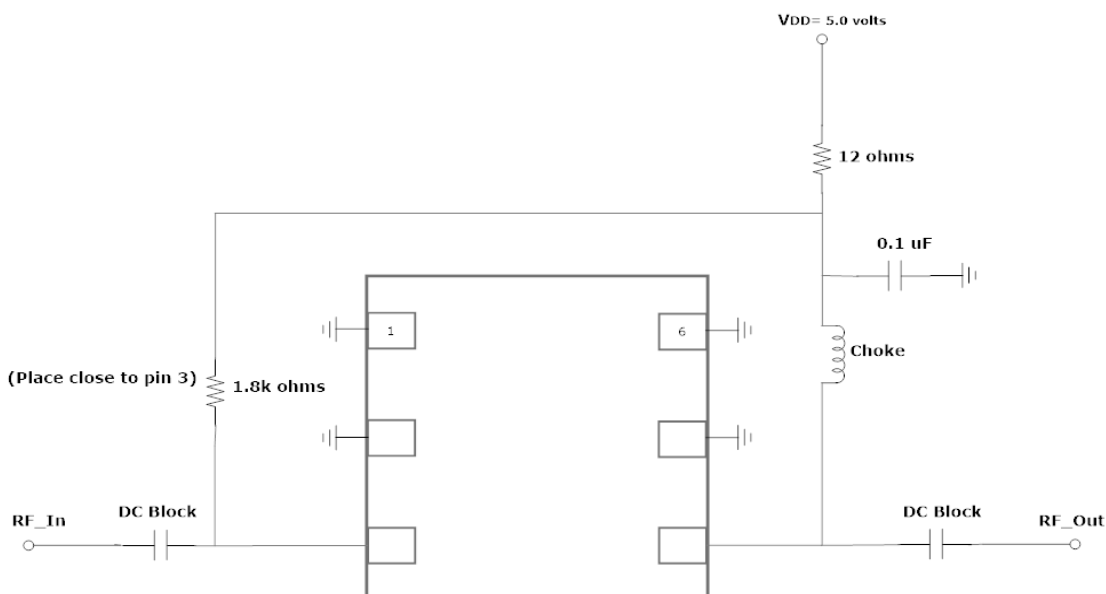 VDD= 5.0 volts
12 ohms
0.1 uF
1
6
Choke
(Place close to pin 3)
1.8k ohms
DC Block
DC Block
RF_In
RF_Out